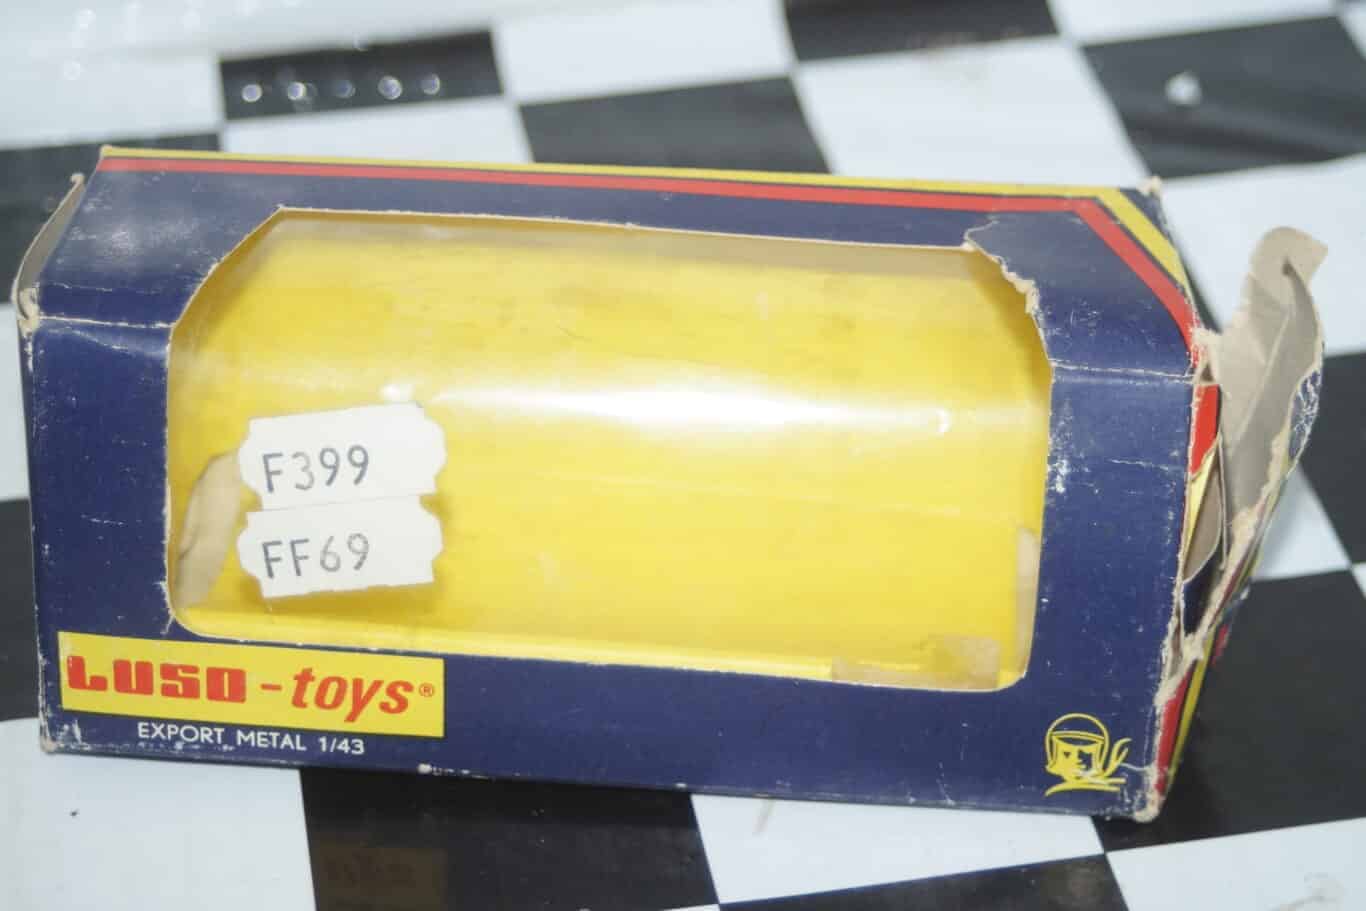 F399
FF69
LUSO-toys®
EXPORT METAL 1/43